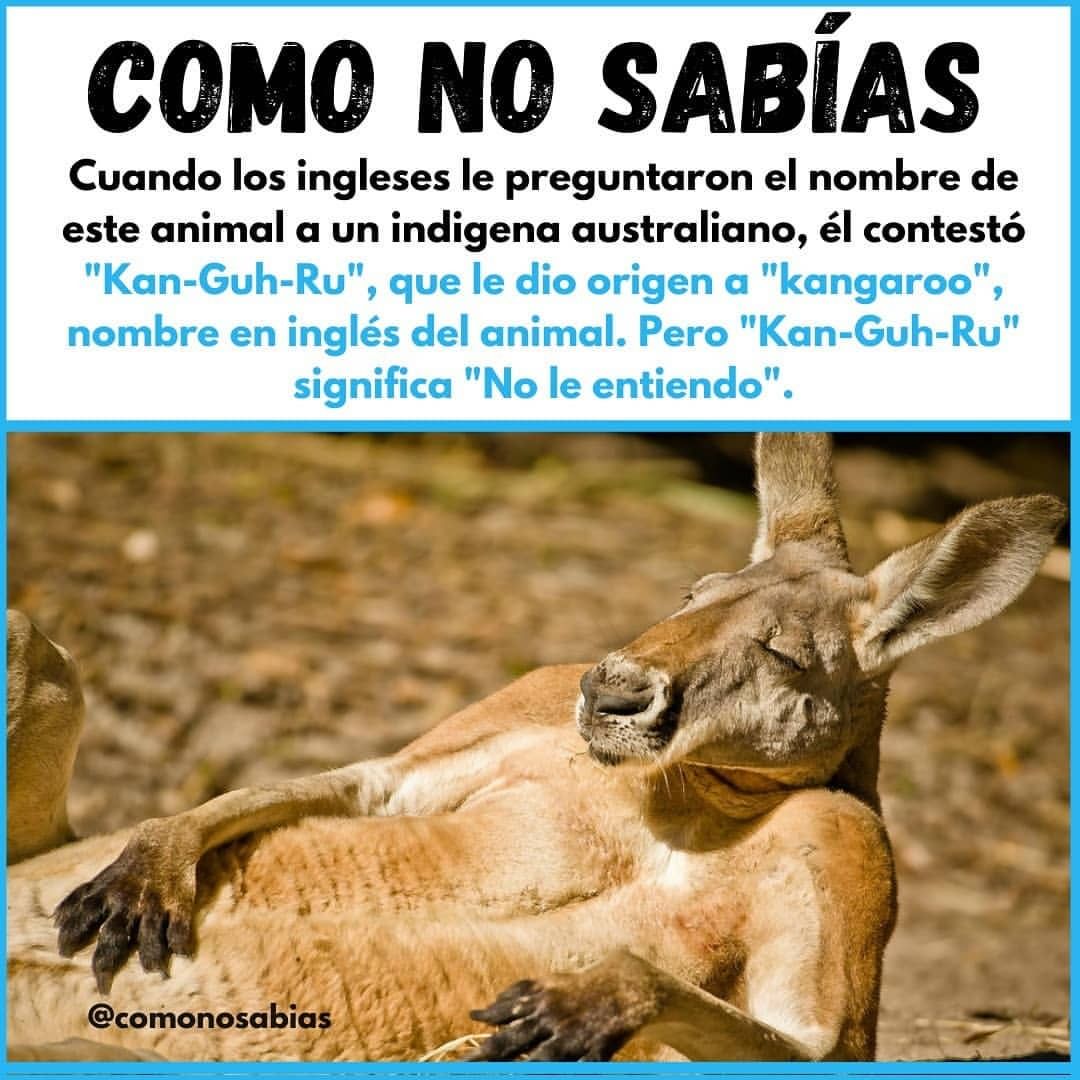 COMO NO SABÍAS
Cuando los ingleses le preguntaron el nombre de
este animal a un indigena australiano, él contestó
"Kan-Guh-Ru", que le dio origen a "kangaroo",
nombre en inglés del animal. Pero "Kan-Guh-Ru"
significa "No le entiendo".
@comonosabias